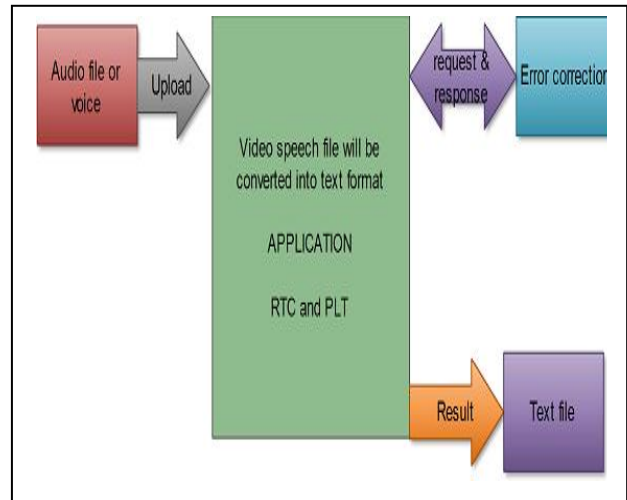 Audio file or
voice
Upload
Video speech file will be
converted into text format
APPLICATION
RTC and PLT
request &
response
Error correction
Result
Text file